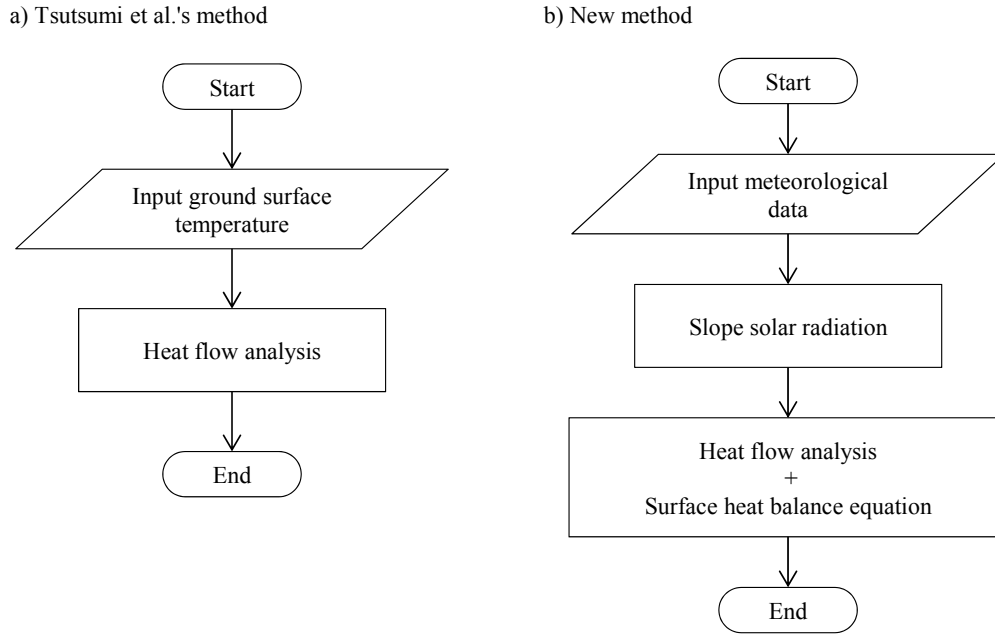 a) Tsutsumi et al.'s method
Start
Input ground surface
temperature
Heat flow analysis
End
b) New method
Start
Input meteorological
data
Slope solar radiation
Heat flow analysis
+
Surface heat balance equation
End